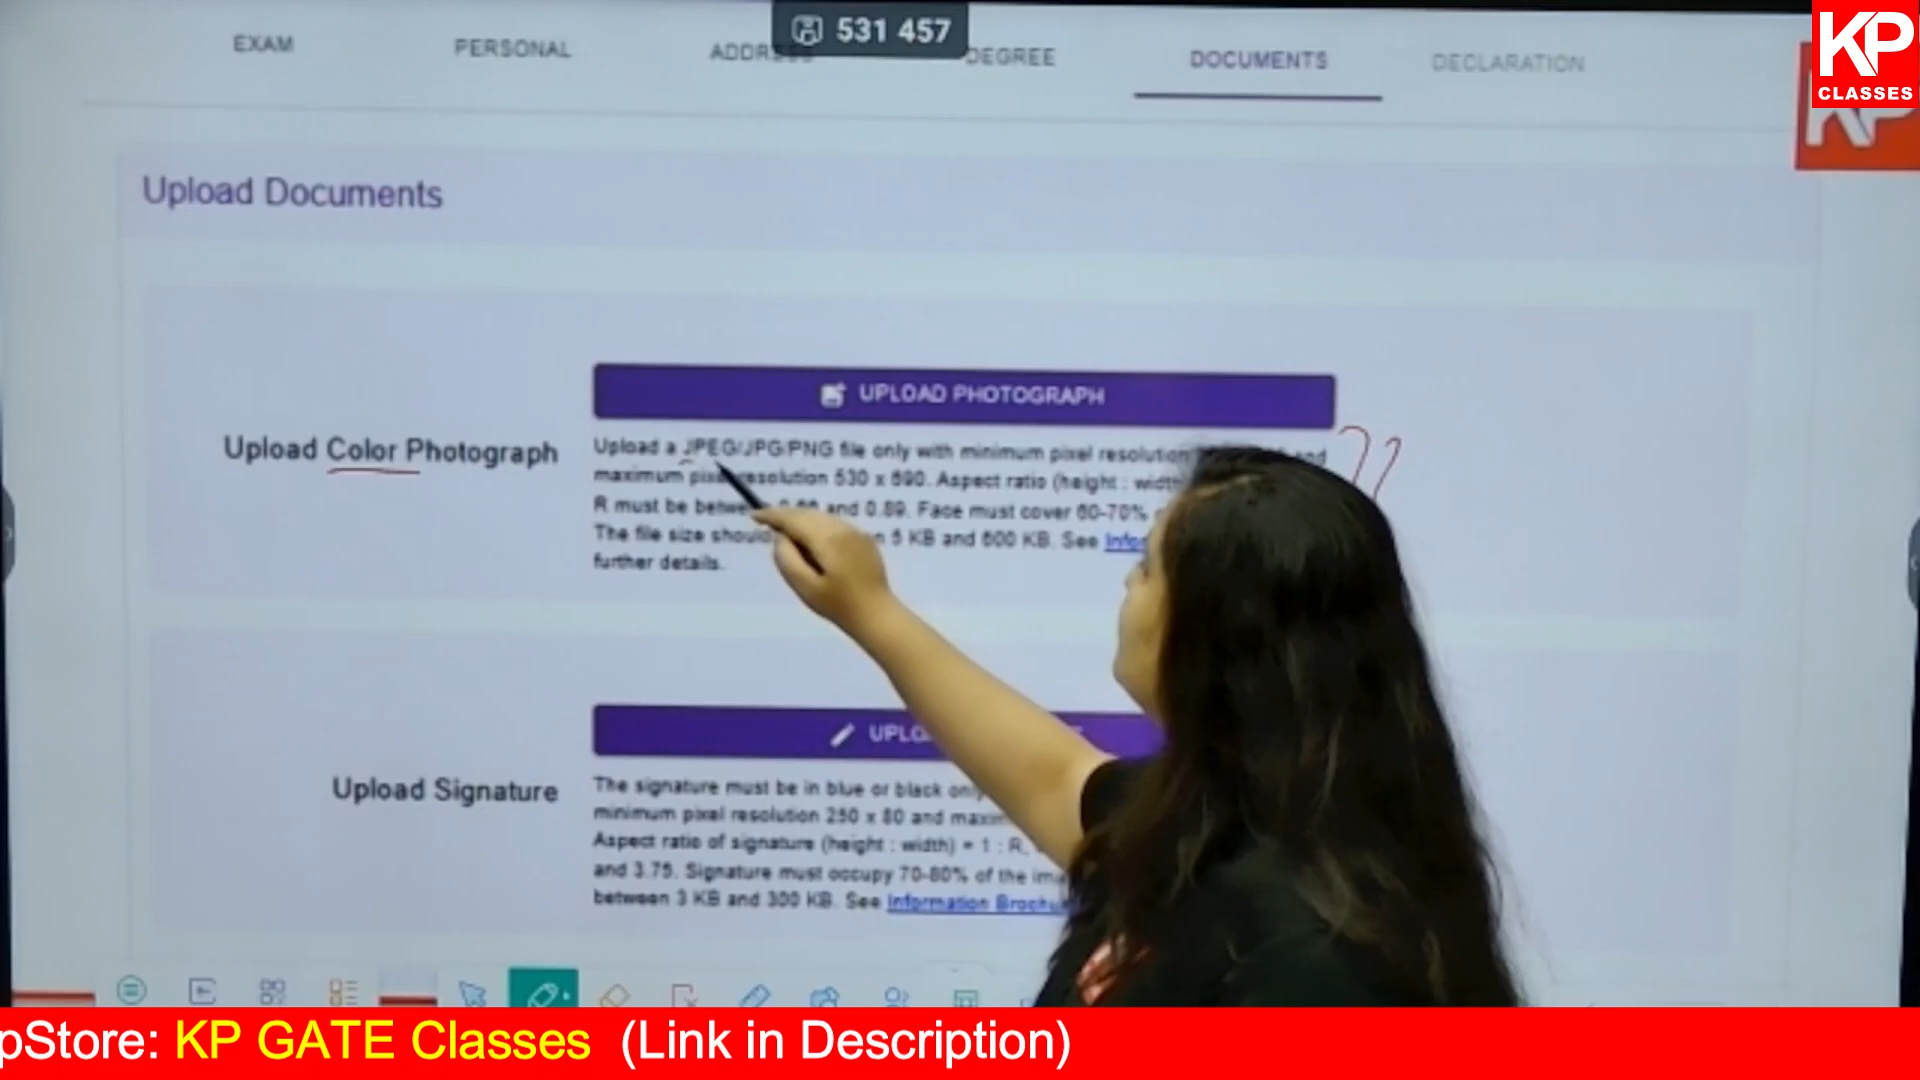 EXAM PERSONAL DEGREE DOCUMENTS DECLARATION
531 457
KP
CLASSES
Upload Documents
UPLOAD PHOTOGRAPH
Upload Color Photograph
Upload a JPEG/JPG/PNG file only with minimum pixel resolution and
maximum resolution 530 x 690. Aspect ratio (height : width
R must be and 0.89. Face must cover 60-70%
The file size 5 KB and 600 KB. See
further details.
Upload Signature
The signature must be in blue or black only
minimum pixel resolution 250 x 80 and
Aspect ratio of signature (height : width) = 1 : R,
and 3.75. Signature must occupy 70-80% of the
between 3 KB and 300 KB. See Information
pStore: KP GATE Classes (Link in Description)